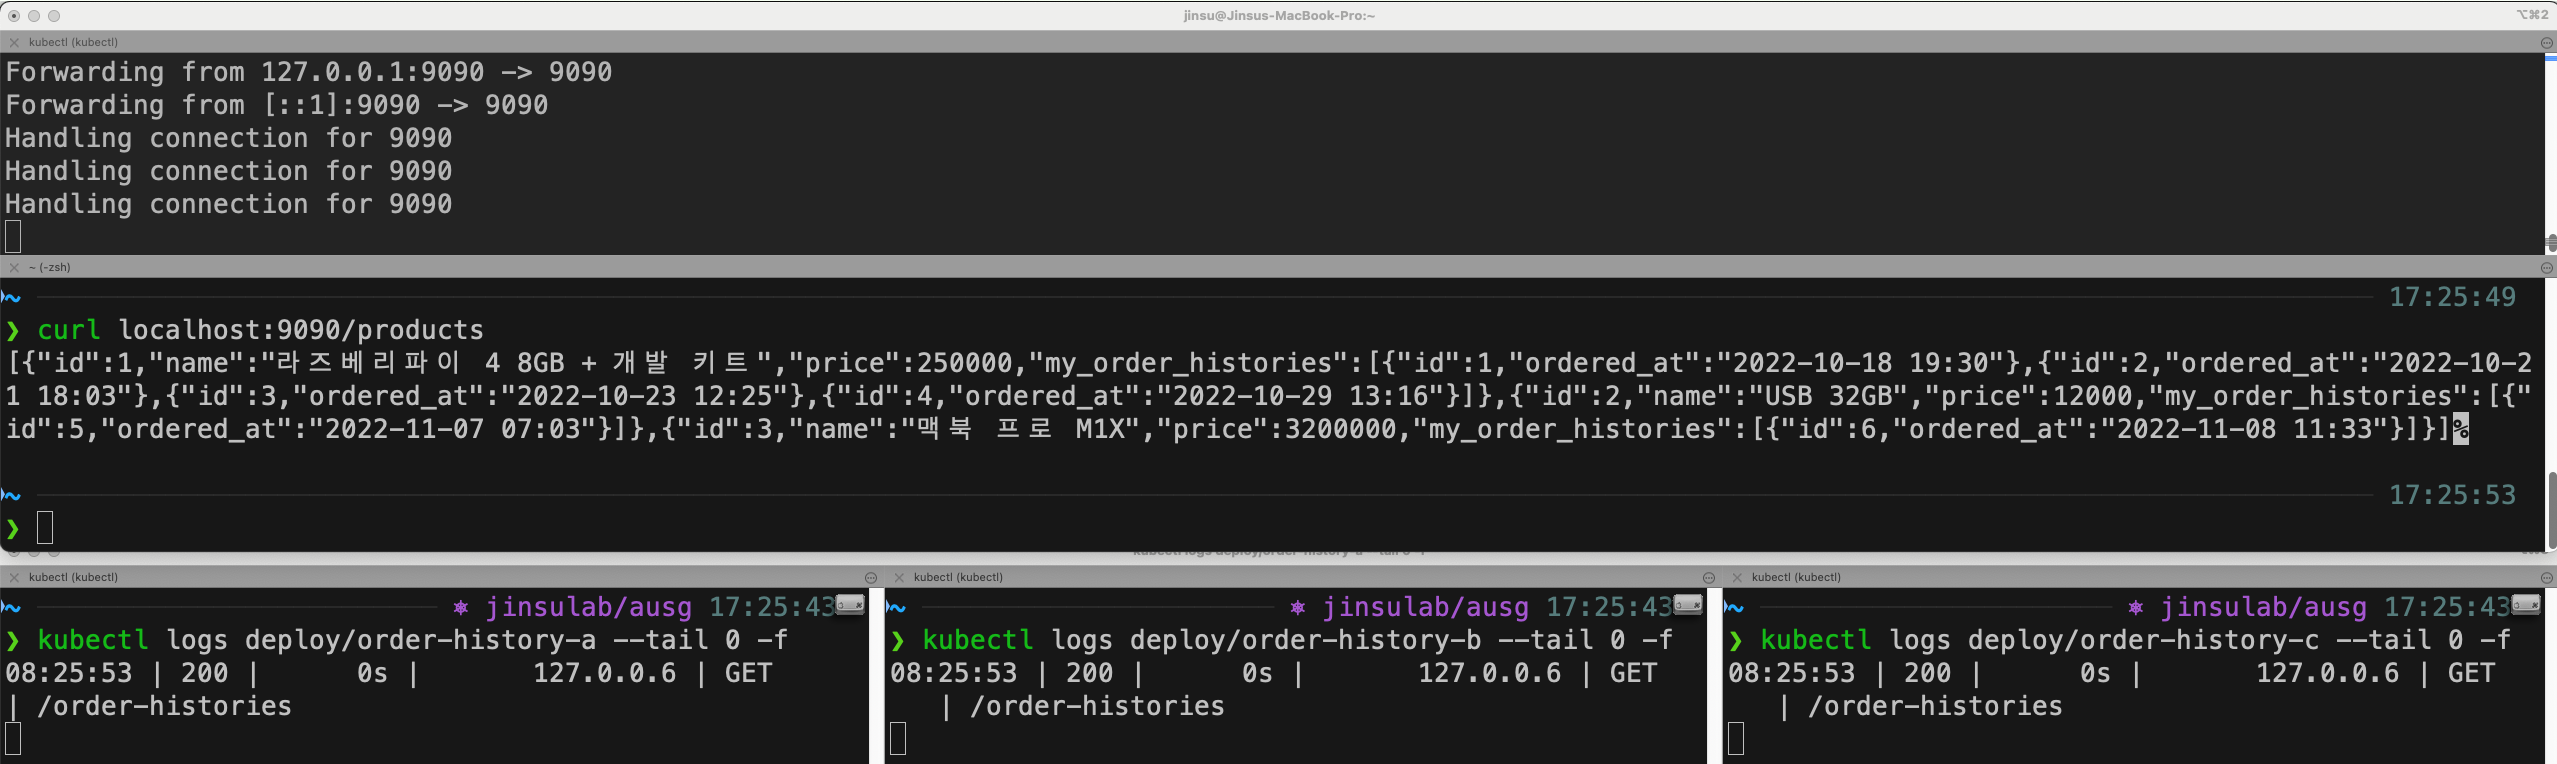 jinsu@Jinsus-MacBook-Pro:~
⌥⌘2
kubectl (kubectl)
Forwarding from 127.0.0.1:9090 -> 9090
Forwarding from [::1]:9090 -> 9090
Handling connection for 9090
Handling connection for 9090
Handling connection for 9090
~ (-zsh)
~ 17:25:49
❯ curl localhost:9090/products
[{"id":1,"name":"라즈베리파이 4 8GB + 개발 키트","price":250000,"my_order_histories":[{"id":1,"ordered_at":"2022-10-18 19:30"},{"id":2,"ordered_at":"2022-10-2
1 18:03"},{"id":3,"ordered_at":"2022-10-23 12:25"},{"id":4,"ordered_at":"2022-10-29 13:16"}]},{"id":2,"name":"USB 32GB","price":12000,"my_order_histories":[{"
id":5,"ordered_at":"2022-11-07 07:03"}]},{"id":3,"name":"맥북 프로 M1X","price":3200000,"my_order_histories":[{"id":6,"ordered_at":"2022-11-08 11:33"}]}]%
~ 17:25:53
❯
kubectl logs deploy/order-history-a --tail 0 -f
kubectl (kubectl)
~ ⎈ jinsulab/ausg 17:25:43
❯ kubectl logs deploy/order-history-a --tail 0 -f
08:25:53 | 200 |      0s |       127.0.0.6 | GET
| /order-histories
kubectl (kubectl)
~ ⎈ jinsulab/ausg 17:25:43
❯ kubectl logs deploy/order-history-b --tail 0 -f
08:25:53 | 200 |      0s |       127.0.0.6 | GET
   | /order-histories
kubectl (kubectl)
~ ⎈ jinsulab/ausg 17:25:43
❯ kubectl logs deploy/order-history-c --tail 0 -f
08:25:53 | 200 |      0s |       127.0.0.6 | GET
   | /order-histories